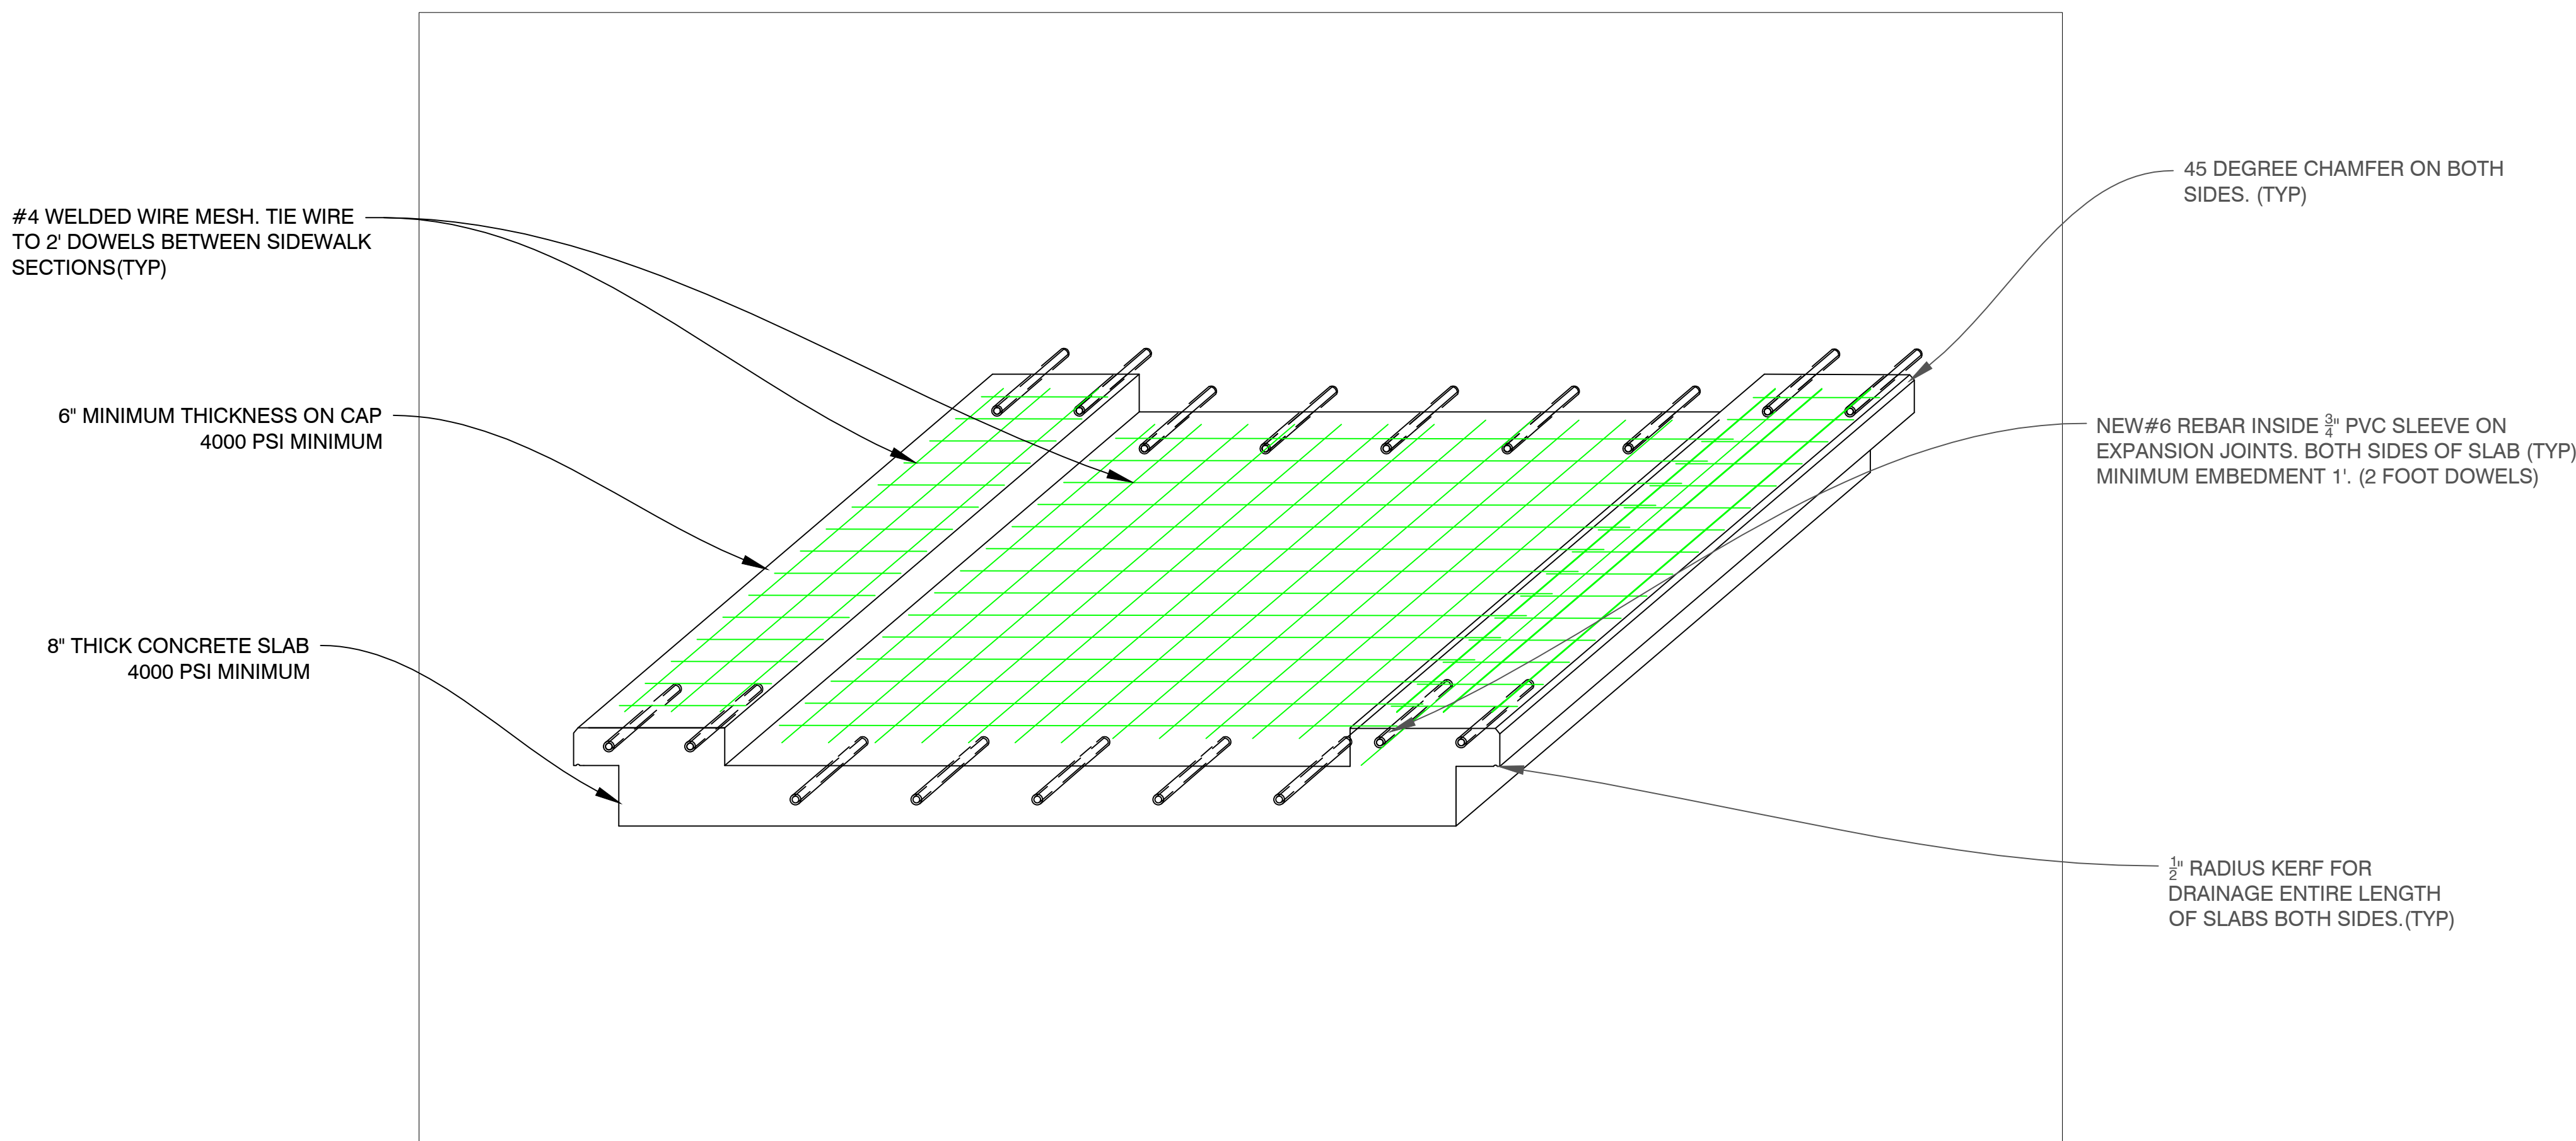 #4 WELDED WIRE MESH. TIE WIRE
TO 2' DOWELS BETWEEN SIDEWALK
SECTIONS(TYP)
6" MINIMUM THICKNESS ON CAP
4000 PSI MINIMUM
8" THICK CONCRETE SLAB
4000 PSI MINIMUM
45 DEGREE CHAMFER ON BOTH
SIDES. (TYP)
NEW#6 REBAR INSIDE 3/4" PVC SLEEVE ON
EXPANSION JOINTS. BOTH SIDES OF SLAB (TYP)
MINIMUM EMBEDMENT 1'. (2 FOOT DOWELS)
1/2" RADIUS KERF FOR
DRAINAGE ENTIRE LENGTH
OF SLABS BOTH SIDES.(TYP)